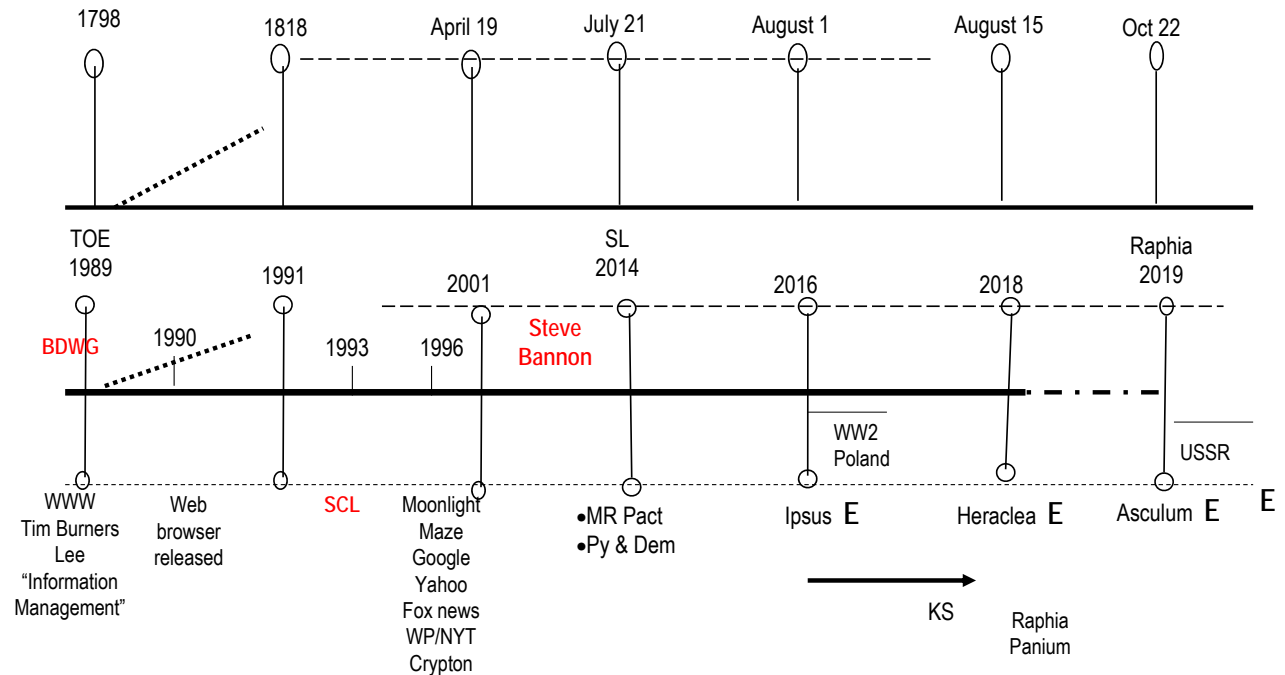 1798
1818
April 19
July 21
August 1
August 15
Oct 22
TOE
1989
1991
2001
SL
2014
2016
2018
Raphia
2019
BDWG
1990
1993
1996
Steve
Bannon
WW2
Poland
USSR
WWW
Tim Burners
Lee
“Information
Management”
Web
browser
released
SCL
Moonlight
Maze
Google
Yahoo
Fox news
WP/NYT
Crypton
•MR Pact
•Py & Dem
Ipsus E
Heraclea E
Asculum E
E
KS
Raphia
Panium